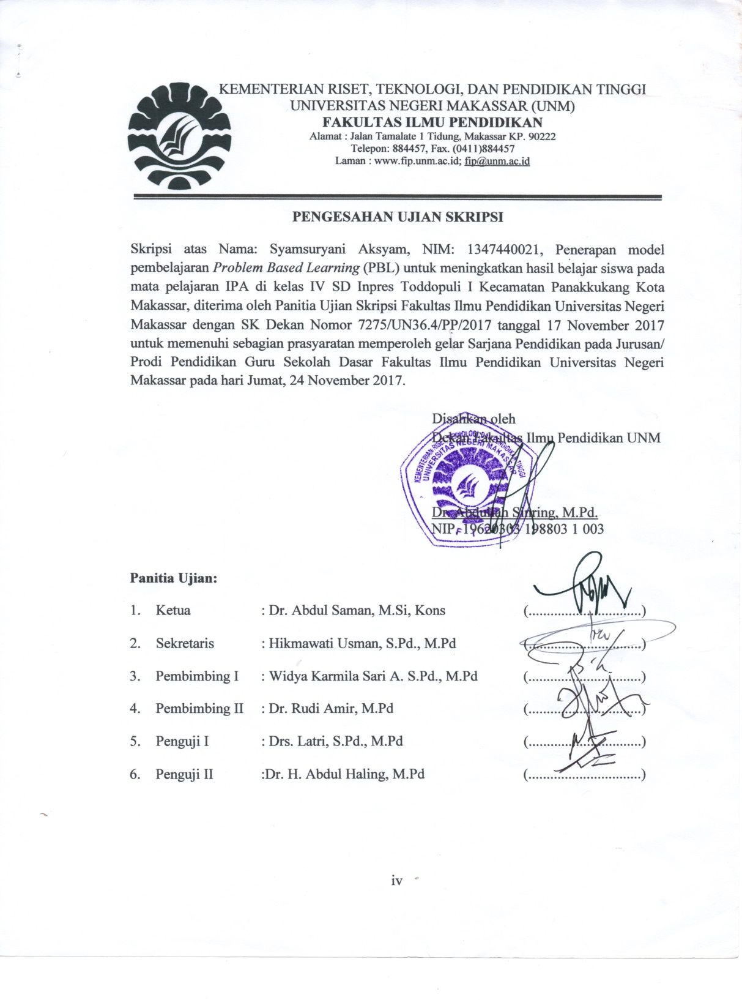 KEMENTERIAN RISET, TEKNOLOGI, DAN PENDIDIKAN TINGGI
UNIVERSITAS NEGERI MAKASSAR (UNM)
FAKULTAS ILMU PENDIDIKAN
Alamat : Jalan Tamalate 1 Tidung, Makassar KP. 90222
Telepon: 884457, Fax. (0411)884457
Laman : www.fip.unm.ac.id; fip@unm.ac.id
PENGESAHAN UJIAN SKRIPSI
Skripsi atas Nama: Syamsuryani Aksyam, NIM: 1347440021, Penerapan model
pembelajaran Problem Based Learning (PBL) untuk meningkatkan hasil belajar siswa pada
mata pelajaran IPA di kelas IV SD Inpres Toddopuli I Kecamatan Panakkukang Kota
Makassar, diterima oleh Panitia Ujian Skripsi Fakultas Ilmu Pendidikan Universitas Negeri
Makassar dengan SK Dekan Nomor 7275/UN36.4/PP/2017 tanggal 17 November 2017
untuk memenuhi sebagian prasyaratan memperoleh gelar Sarjana Pendidikan pada Jurusan/
Prodi Pendidikan Guru Sekolah Dasar Fakultas Ilmu Pendidikan Universitas Negeri
Makassar pada hari Jumat, 24 November 2017.
Disahkan oleh
Dekan Fakultas Ilmu Pendidikan UNM
KEMENTERIAN RISET, TEKNOLOGI DAN PENDIDIKAN TINGGI
UNIVERSITAS NEGERI MAKASSAR
F I P
Dr. Abdullah Sinring, M.Pd.
NIP. 19620303 198803 1 003
Panitia Ujian:
1. Ketua : Dr. Abdul Saman, M.Si, Kons (...............................)
2. Sekretaris : Hikmawati Usman, S.Pd., M.Pd (...............................)
3. Pembimbing I : Widya Karmila Sari A. S.Pd., M.Pd (...............................)
4. Pembimbing II : Dr. Rudi Amir, M.Pd (...............................)
5. Penguji I : Drs. Latri, S.Pd., M.Pd (...............................)
6. Penguji II :Dr. H. Abdul Haling, M.Pd (...............................)
iv